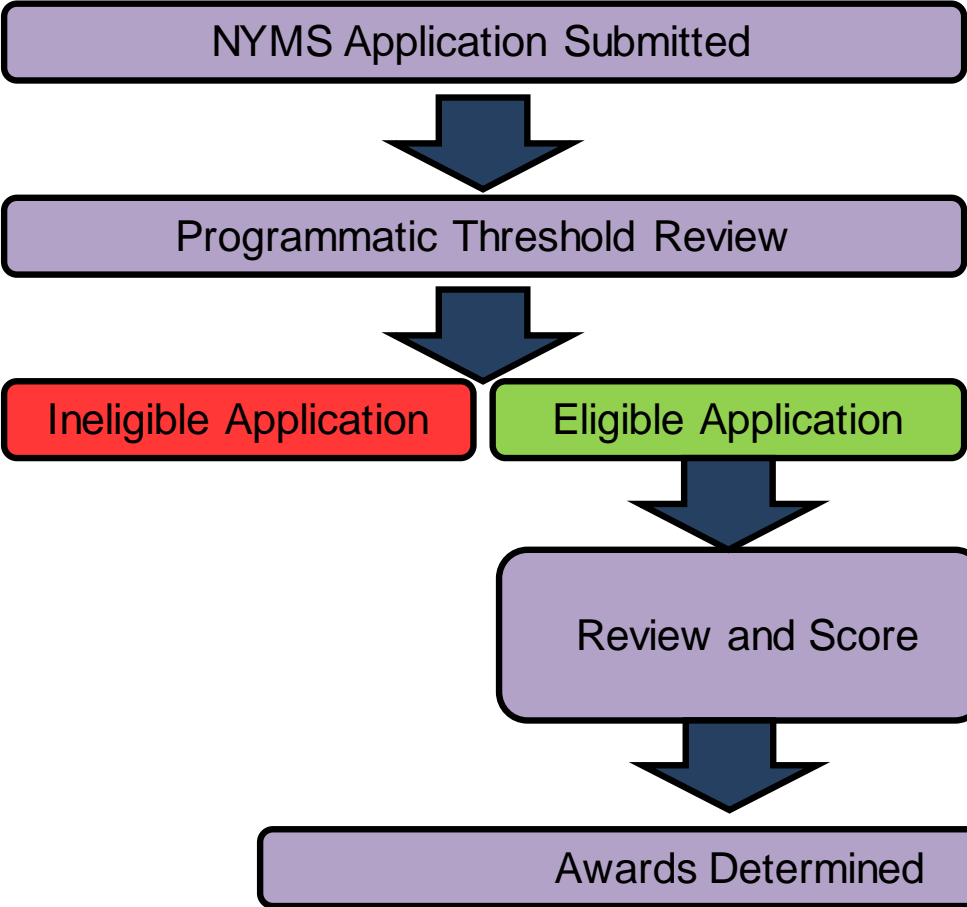 NYMS Application Submitted
Programmatic Threshold Review
Ineligible Application
Eligible Application
Review and Score
Awards Determined